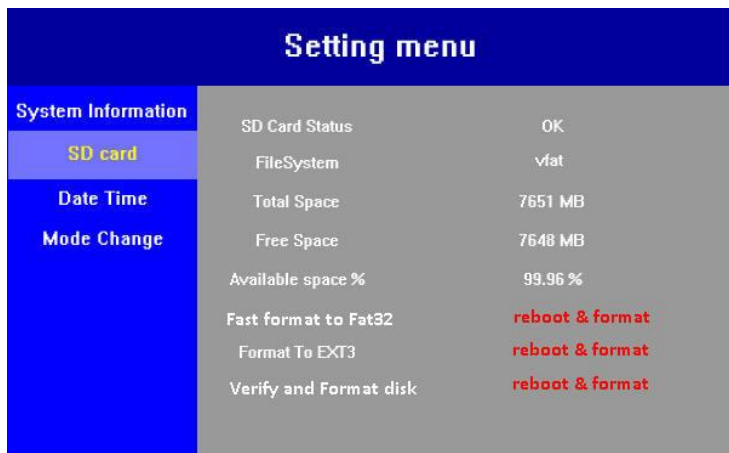 Setting menu
System Information
SD card
Date Time
Mode Change
SD Card Status OK
FileSystem vfat
Total Space 7651 MB
Free Space 7648 MB
Available space % 99.96 %
Fast format to Fat32 reboot & format
Format To EXT3 reboot & format
Verify and Format disk reboot & format